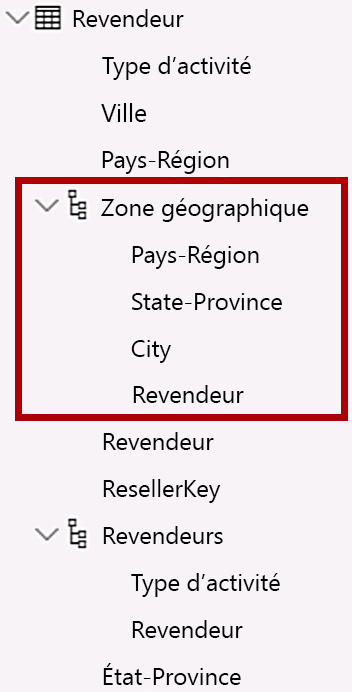 Revendeur
Type d’activité
Ville
Pays-Région
Zone géographique
Pays-Région
State-Province
City
Revendeur
Revendeur
ResellerKey
Revendeurs
Type d’activité
Revendeur
État-Province